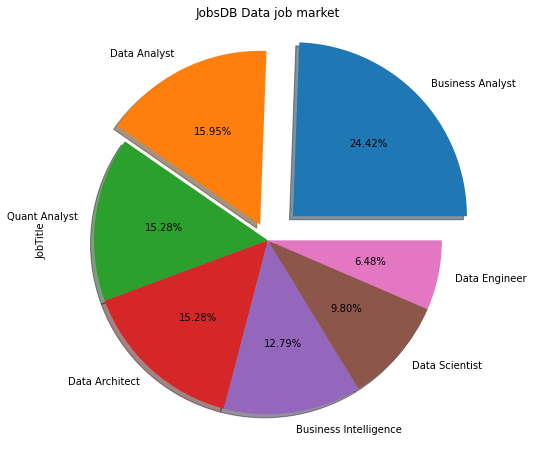 JobsDB Data job market
Data Analyst
Business Analyst
15.95%
24.42%
Quant Analyst
15.28%
JobTitle
6.48%
Data Engineer
9.80%
15.28%
12.79%
Data Scientist
Data Architect
Business Intelligence